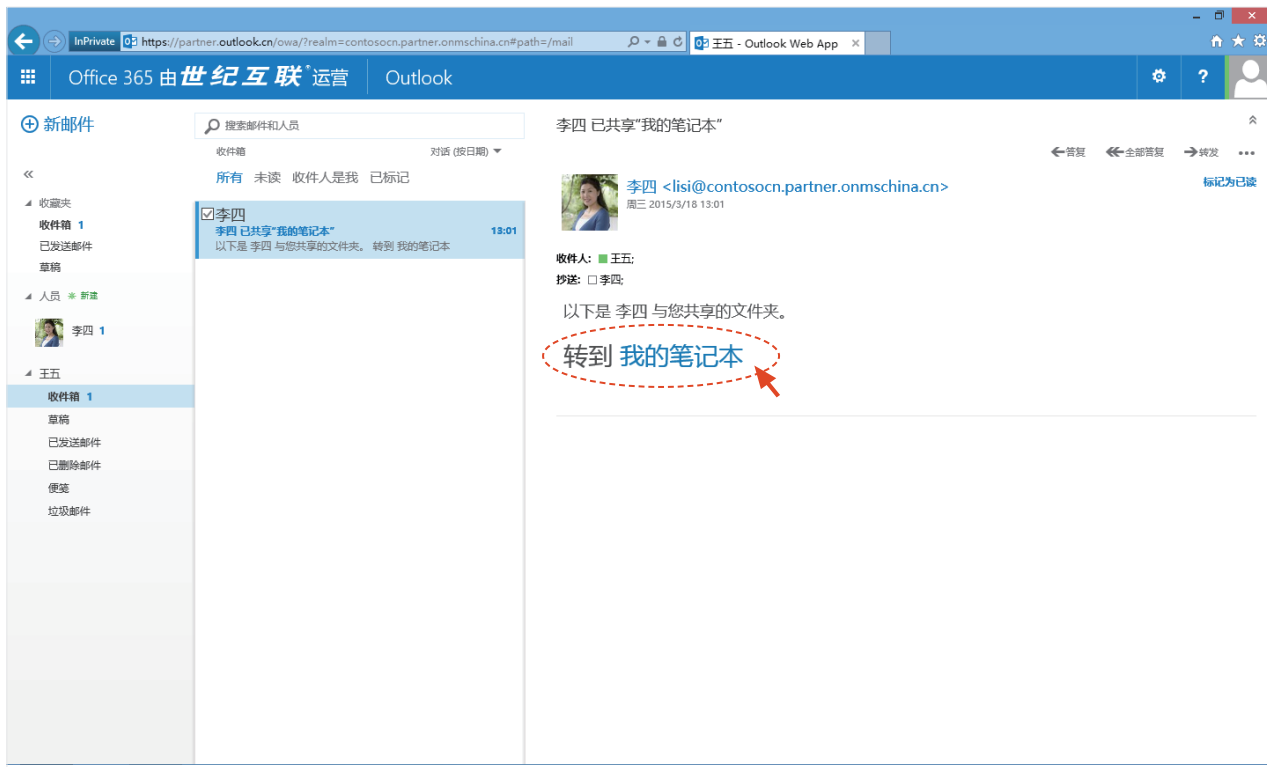 InPrivate https://partner.outlook.cn/owa/?realm=contosocn.partner.onmschina.cn#path=/mail 王五 - Outlook Web App
Office 365 由世纪互联运营 Outlook
新邮件
收藏夹
收件箱 1
已发送邮件
草稿
人员 新建
李四 1
王五
收件箱 1
草稿
已发送邮件
已删除邮件
便笺
垃圾邮件
搜索邮件和人员
收件箱 对话 (按日期)
所有 未读 收件人是我 已标记
李四
李四 已共享"我的笔记本" 13:01
以下是 李四 与您共享的文件夹。 转到 我的笔记本
李四 已共享"我的笔记本"
答复 全部答复 转发 •••
标记为已读
李四 <lisi@contosocn.partner.onmschina.cn>
周三 2015/3/18 13:01
收件人: 王五;
抄送: 李四;
以下是 李四 与您共享的文件夹。
转到 我的笔记本